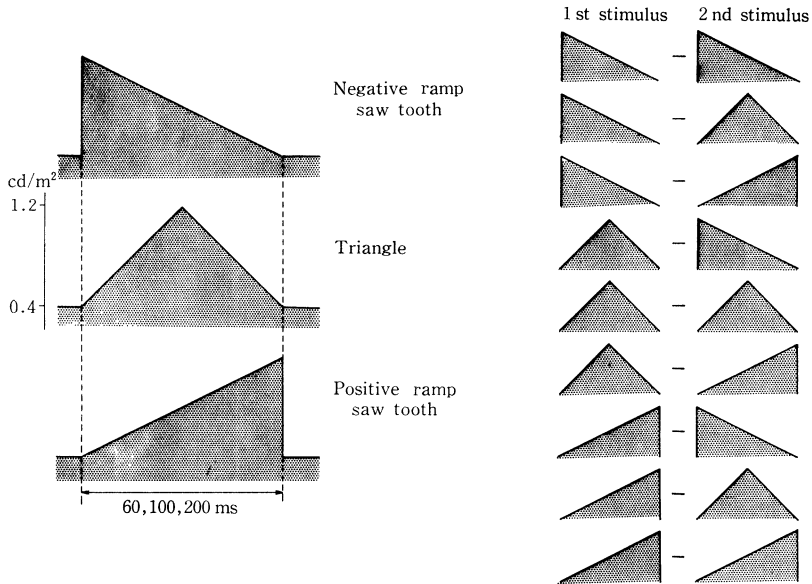 1 st stimulus
2 nd stimulus
Negative ramp
saw tooth
cd/m²
1.2
Triangle
0.4
Positive ramp
saw tooth
60,100,200 ms